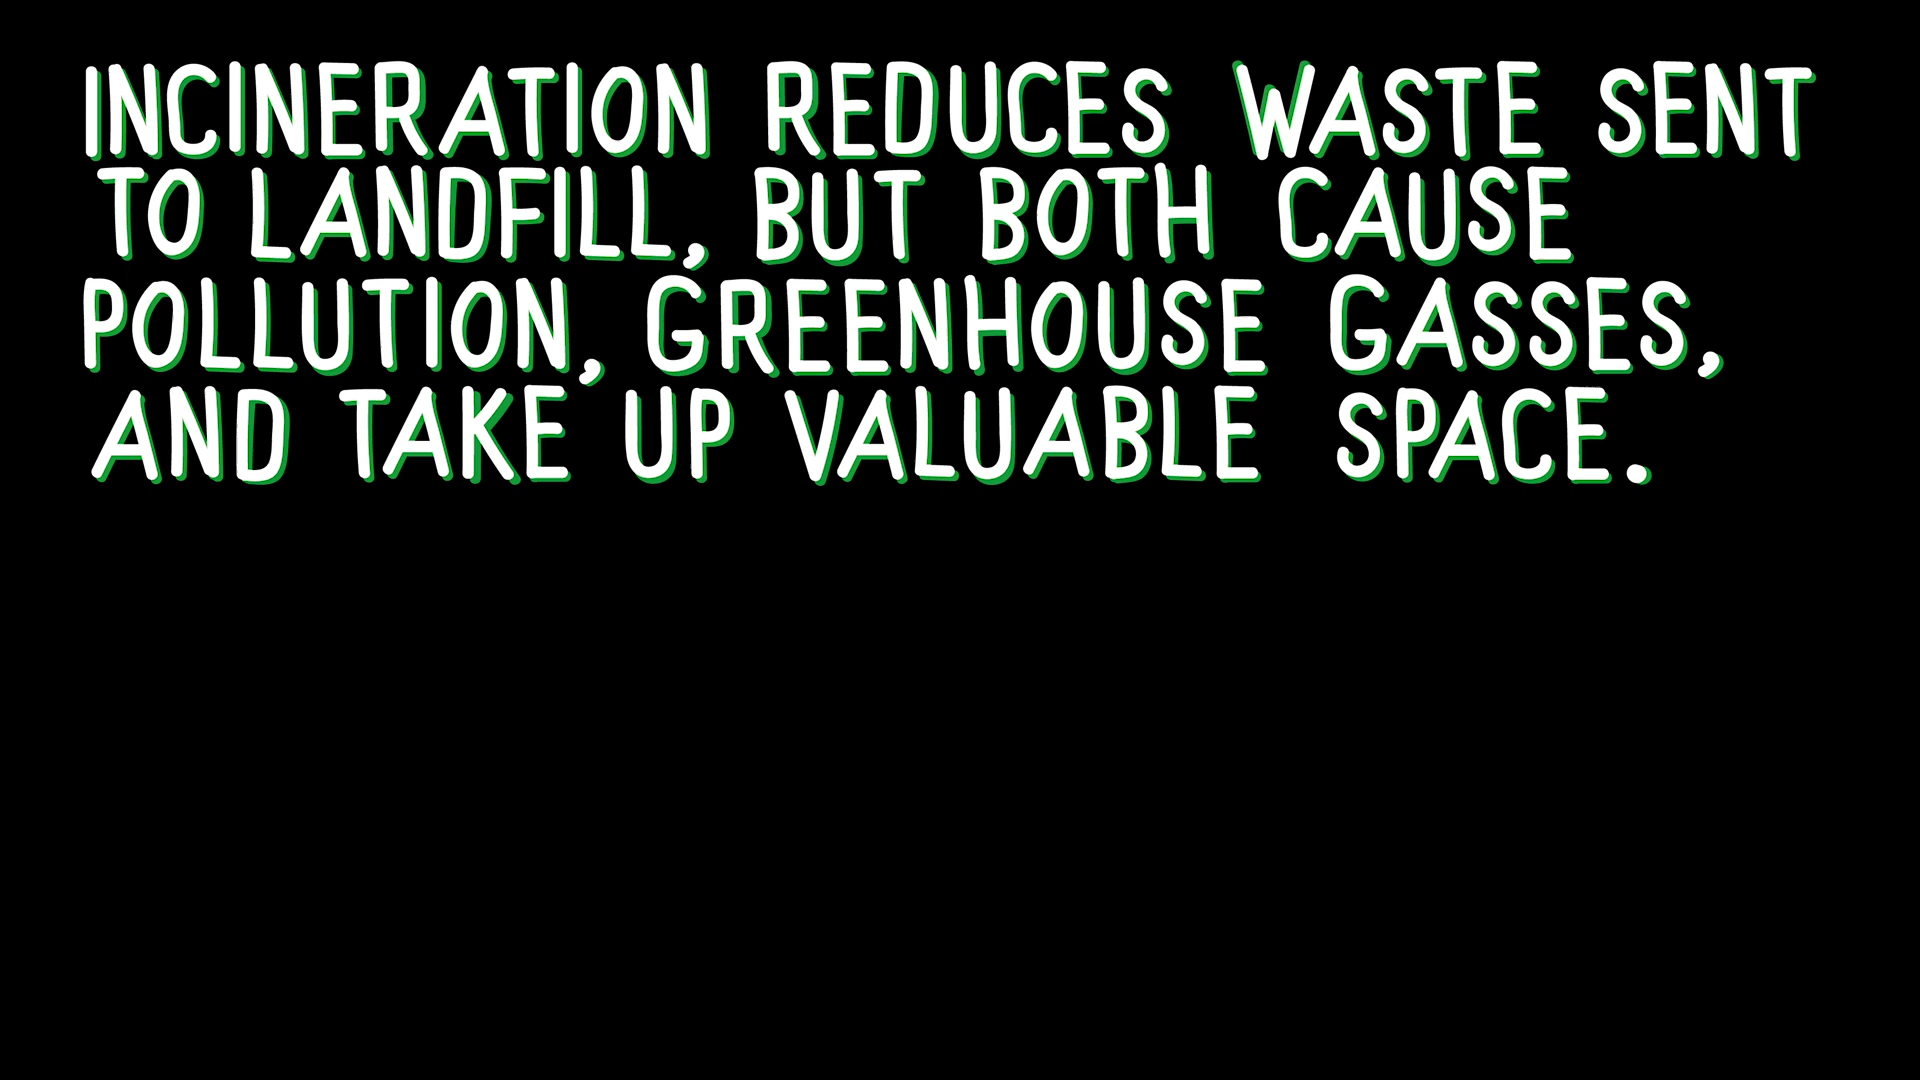 INCINERATION REDUCES WASTE SENT
TO LANDFILL, BUT BOTH CAUSE
POLLUTION, GREENHOUSE GASSES,
AND TAKE UP VALUABLE SPACE.